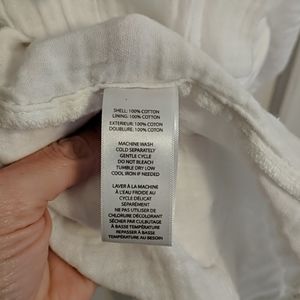 SHELL: 100% COTTON
LINING: 100% COTTON
EXTERIEUR: 100% COTON
DOUBLURE: 100% COTON
MACHINE WASH
COLD SEPARATELY
GENTLE CYCLE
DO NOT BLEACH
TUMBLE DRY LOW
COOL IRON IF NEEDED
LAVER À LA MACHINE
À L'EAU FROIDE AU
CYCLE DÉLICAT
SÉPARÉMENT
NE PAS UTILISER DE
CHLORURE DÉCOLORANT
SÉCHER PAR CULBUTAGE
À BASSE TEMPÉRATURE
REPASSER À BASSE
TEMPÉRATURE AU BESOIN